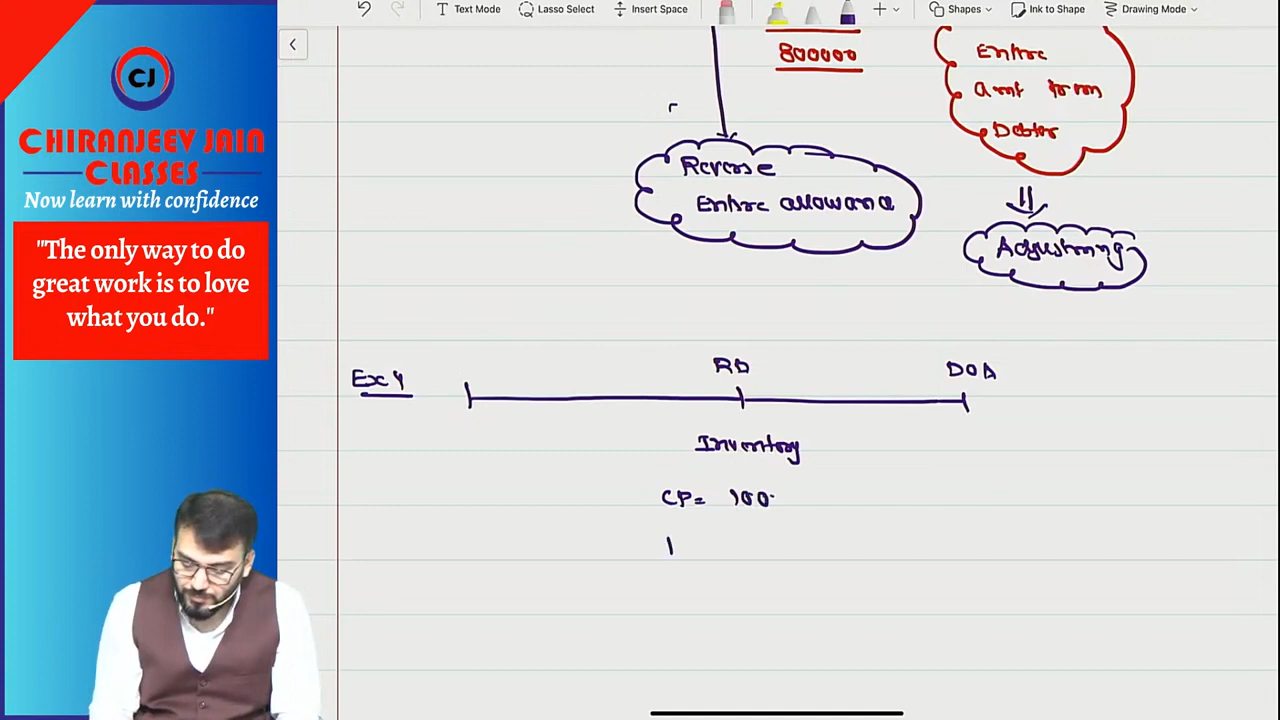 Text Mode
Lasso Select
Insert Space
Shapes
Ink to Shape
Drawing Mode
CJ
CHIRANJEEV JAIN
CLASSES
Now learn with confidence
"The only way to do
great work is to love
what you do."
800000
Entire
amt from
Debtor
Reverse
Entire allowance
Adjusting
Ex 4
RD
DOA
Inventory
CP= 100